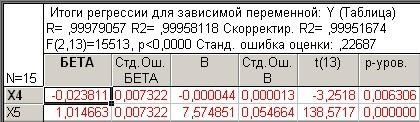 Итоги регрессии для зависимой переменной: Y (Таблица)
R= ,99979057 R2= ,99958118 Скорректир. R2= ,99951674
F(2,13)=15513, p<0,0000 Станд. ошибка оценки: ,22687
N=15 БЕТА Стд.Ош. БЕТА B Стд.Ош. B t(13) p-уров.
X4 -0,023811 0,007322 -0,000044 0,000013 -3,2518 0,006306
X5 1,014663 0,007322 7,574851 0,054664 138,5717 0,000000